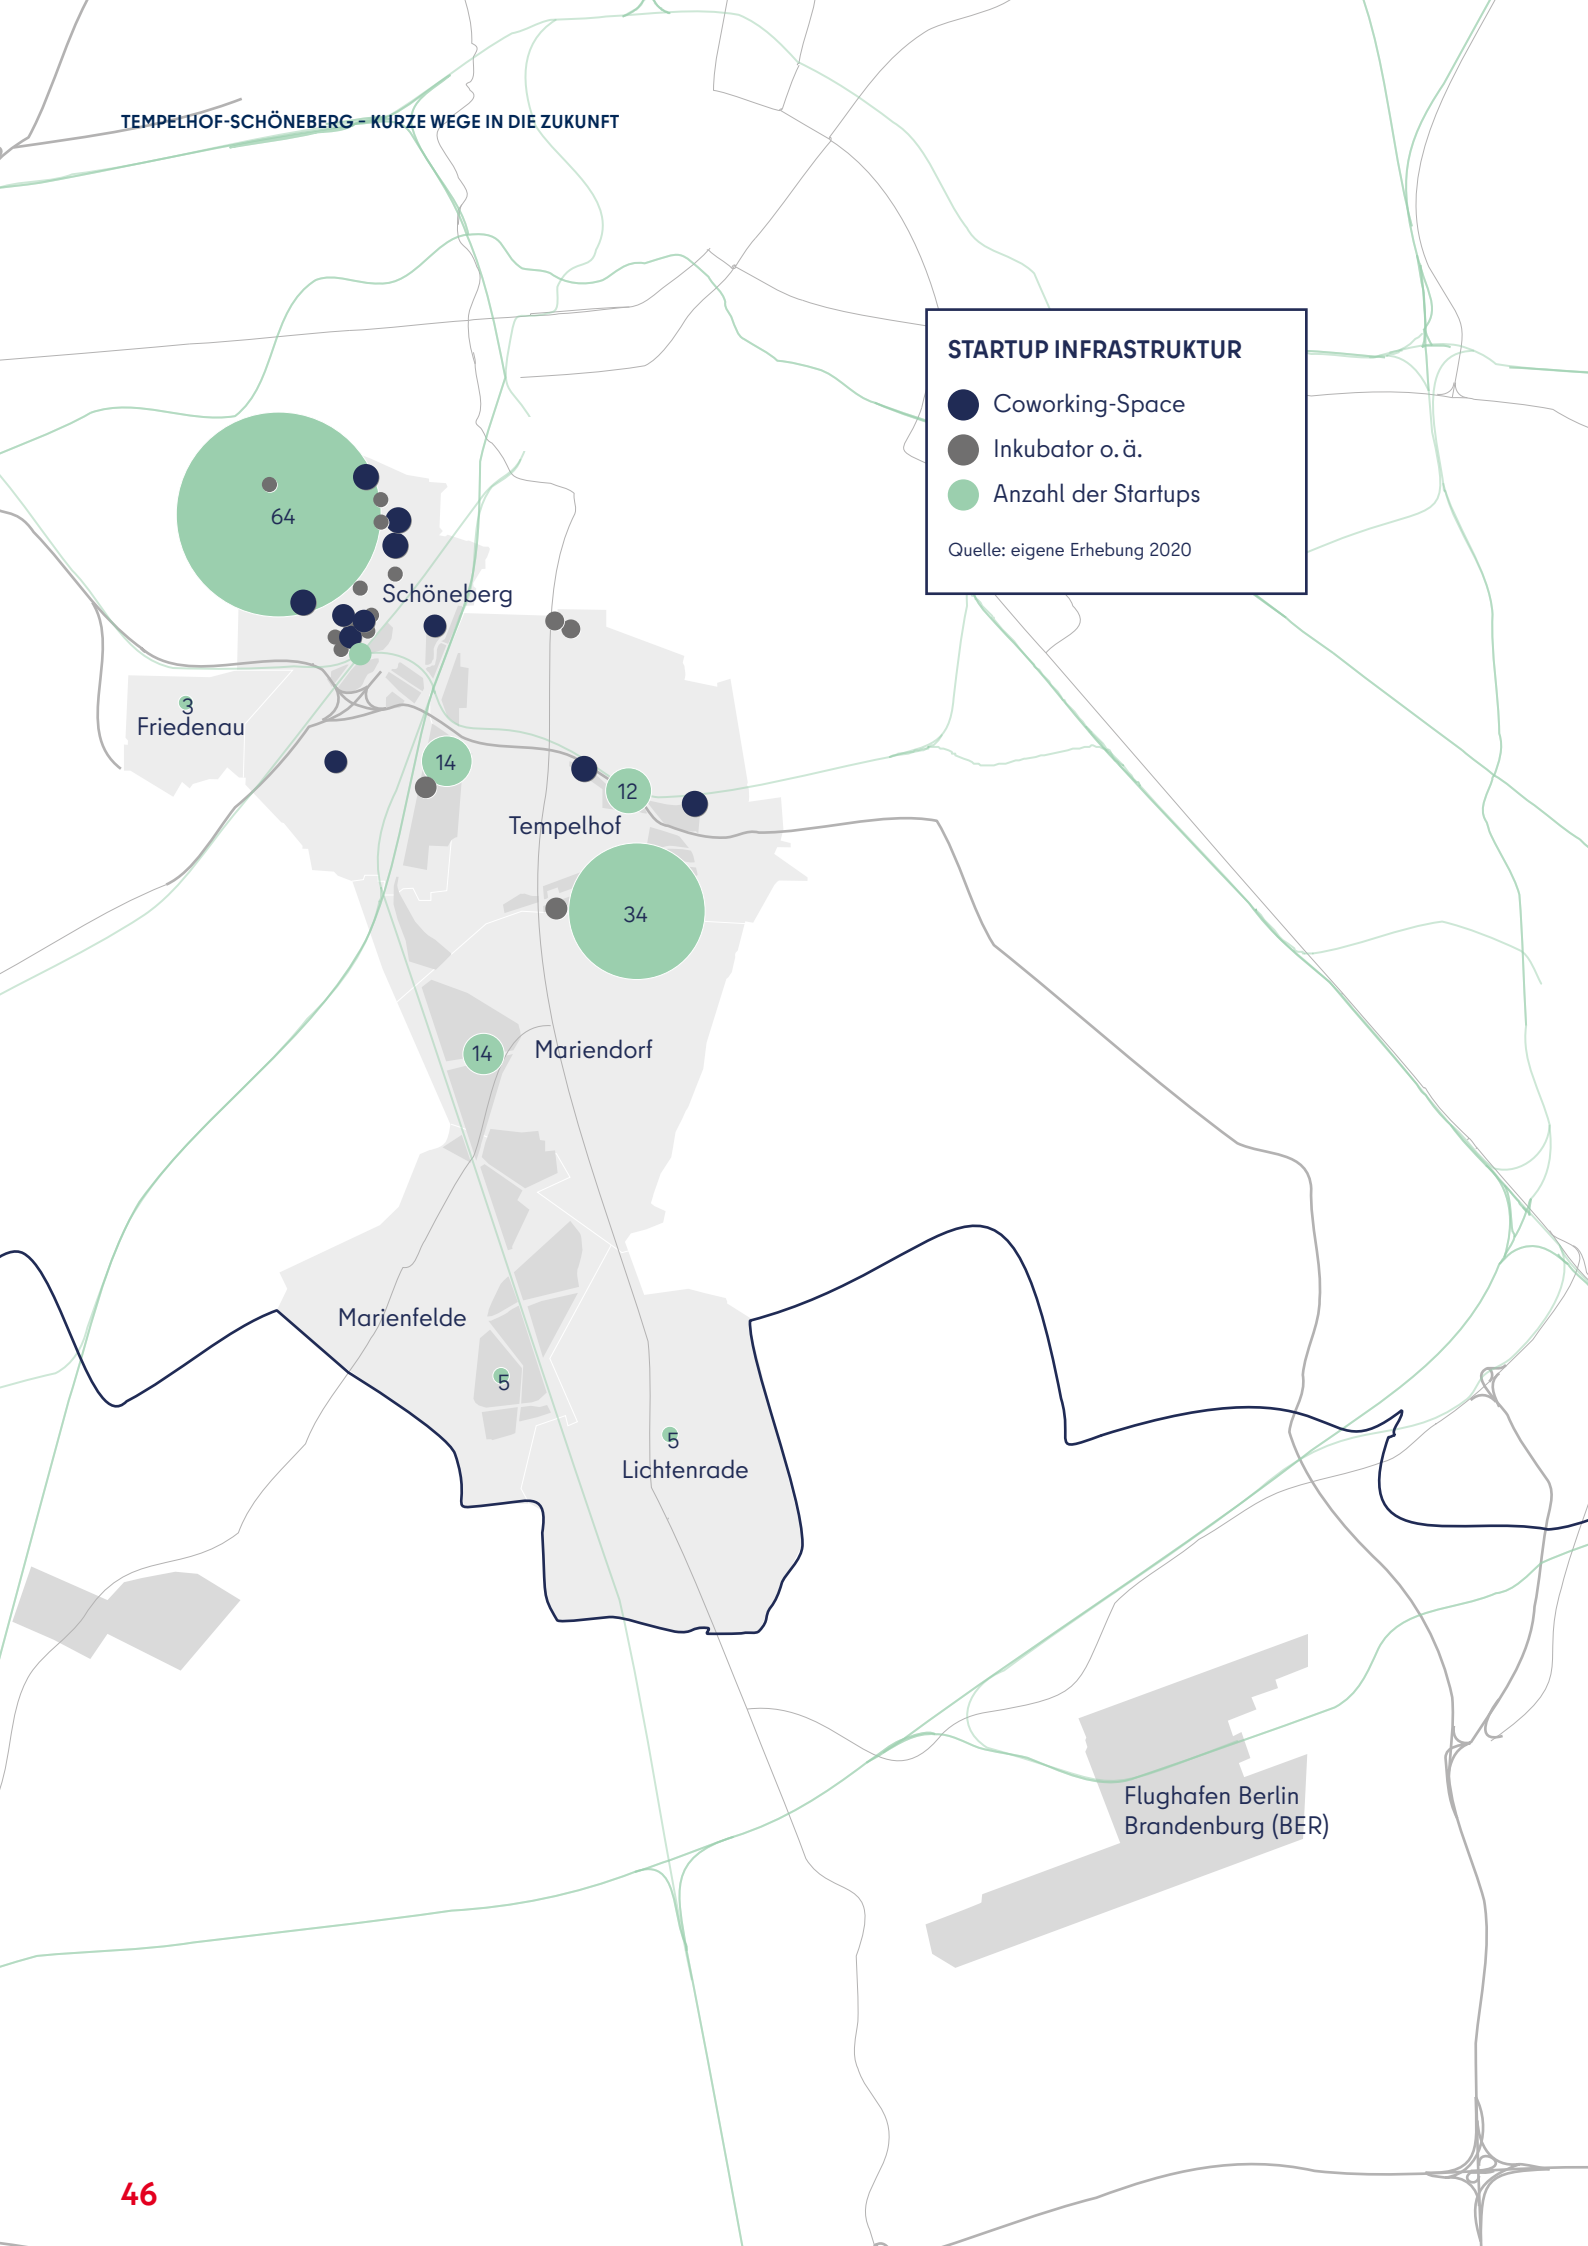 TEMPELHOF-SCHÖNEBERG – KURZE WEGE IN DIE ZUKUNFT
STARTUP INFRASTRUKTUR
Coworking-Space
Inkubator o. ä.
Anzahl der Startups
Quelle: eigene Erhebung 2020
64
Schöneberg
3
Friedenau
14
12
Tempelhof
34
14
Mariendorf
Marienfelde
5
5
Lichtenrade
Flughafen Berlin
Brandenburg (BER)
46